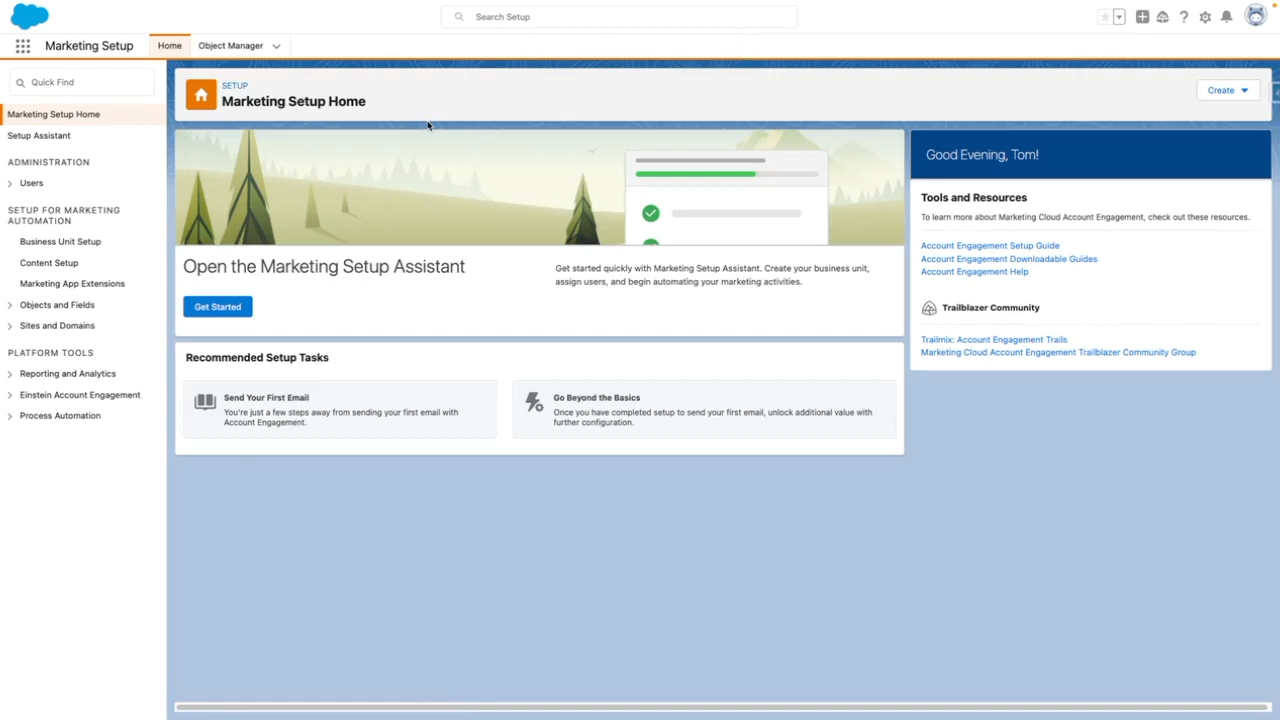 Search Setup
Marketing Setup
Home
Object Manager
Quick Find
Marketing Setup Home
Setup Assistant
ADMINISTRATION
Users
SETUP FOR MARKETING
AUTOMATION
Business Unit Setup
Content Setup
Marketing App Extensions
Objects and Fields
Sites and Domains
PLATFORM TOOLS
Reporting and Analytics
Einstein Account Engagement
Process Automation
SETUP
Marketing Setup Home
Create
Open the Marketing Setup Assistant
Get Started
Get started quickly with Marketing Setup Assistant. Create your business unit,
assign users, and begin automating your marketing activities.
Recommended Setup Tasks
Send Your First Email
You're just a few steps away from sending your first email with
Account Engagement.
Go Beyond the Basics
Once you have completed setup to send your first email, unlock additional value with
further configuration.
Good Evening, Tom!
Tools and Resources
To learn more about Marketing Cloud Account Engagement, check out these resources.
Account Engagement Setup Guide
Account Engagement Downloadable Guides
Account Engagement Help
Trailblazer Community
Trailmix: Account Engagement Trails
Marketing Cloud Account Engagement Trailblazer Community Group